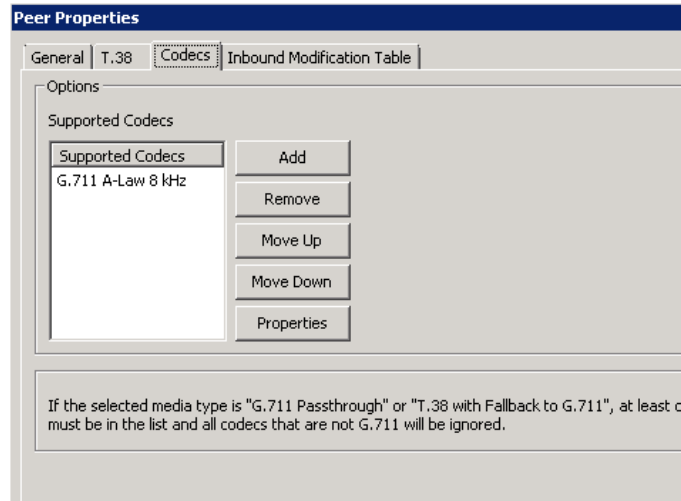 Peer Properties
General T.38 Codecs Inbound Modification Table
Options
Supported Codecs
Supported Codecs
G.711 A-Law 8 kHz
Add
Remove
Move Up
Move Down
Properties
If the selected media type is "G.711 Passthrough" or "T.38 with Fallback to G.711", at least
must be in the list and all codecs that are not G.711 will be ignored.